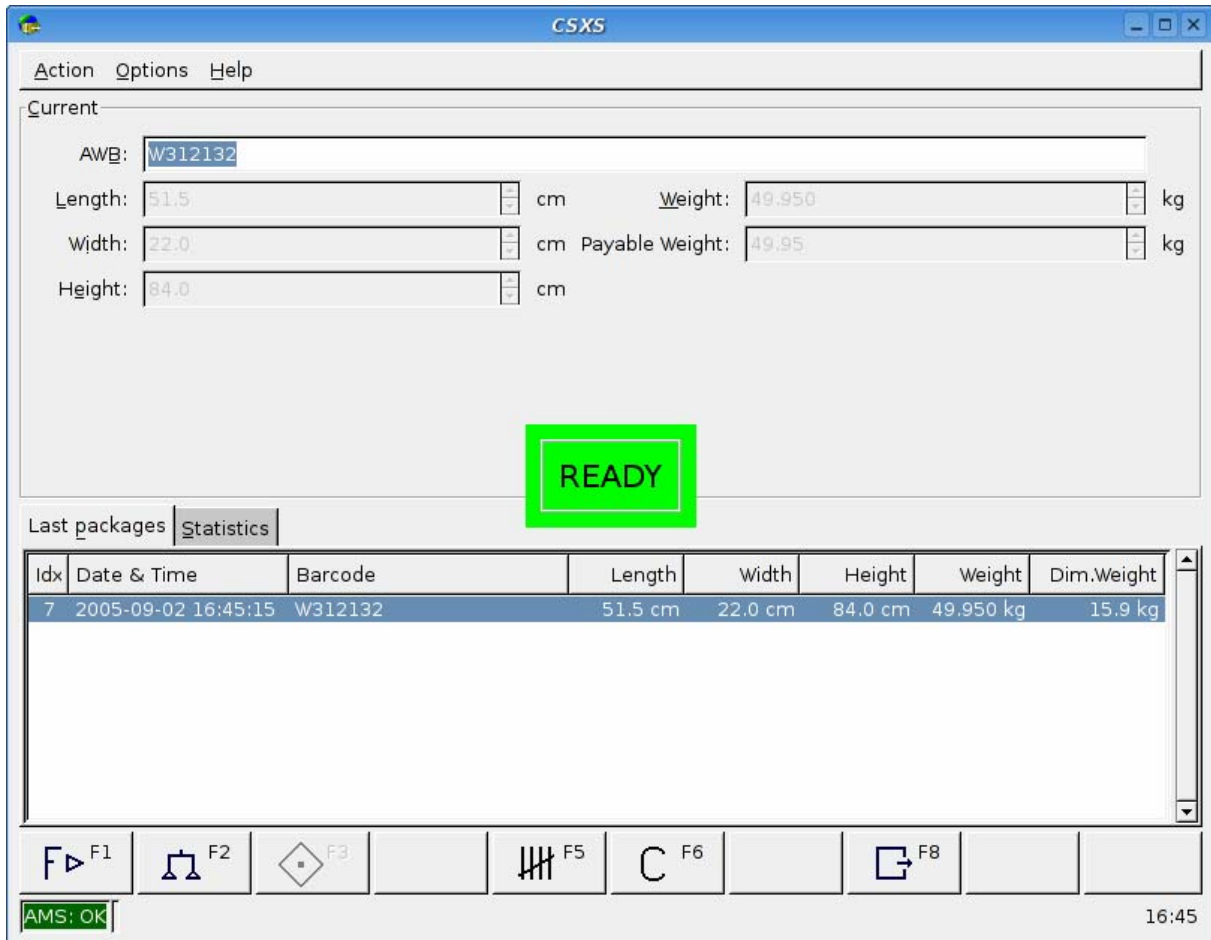 CSXS
Action Options Help
Current
AWB: W312132
Length: 51.5 cm Weight: 49.950 kg
Width: 22.0 cm Payable Weight: 49.95 kg
Height: 84.0 cm
READY
Last packages Statistics
Idx Date & Time Barcode Length Width Height Weight Dim.Weight
7 2005-09-02 16:45:15 W312132 51.5 cm 22.0 cm 84.0 cm 49.950 kg 15.9 kg
F F1 F2 F3 F5 C F6 F8
AMS: OK 16:45